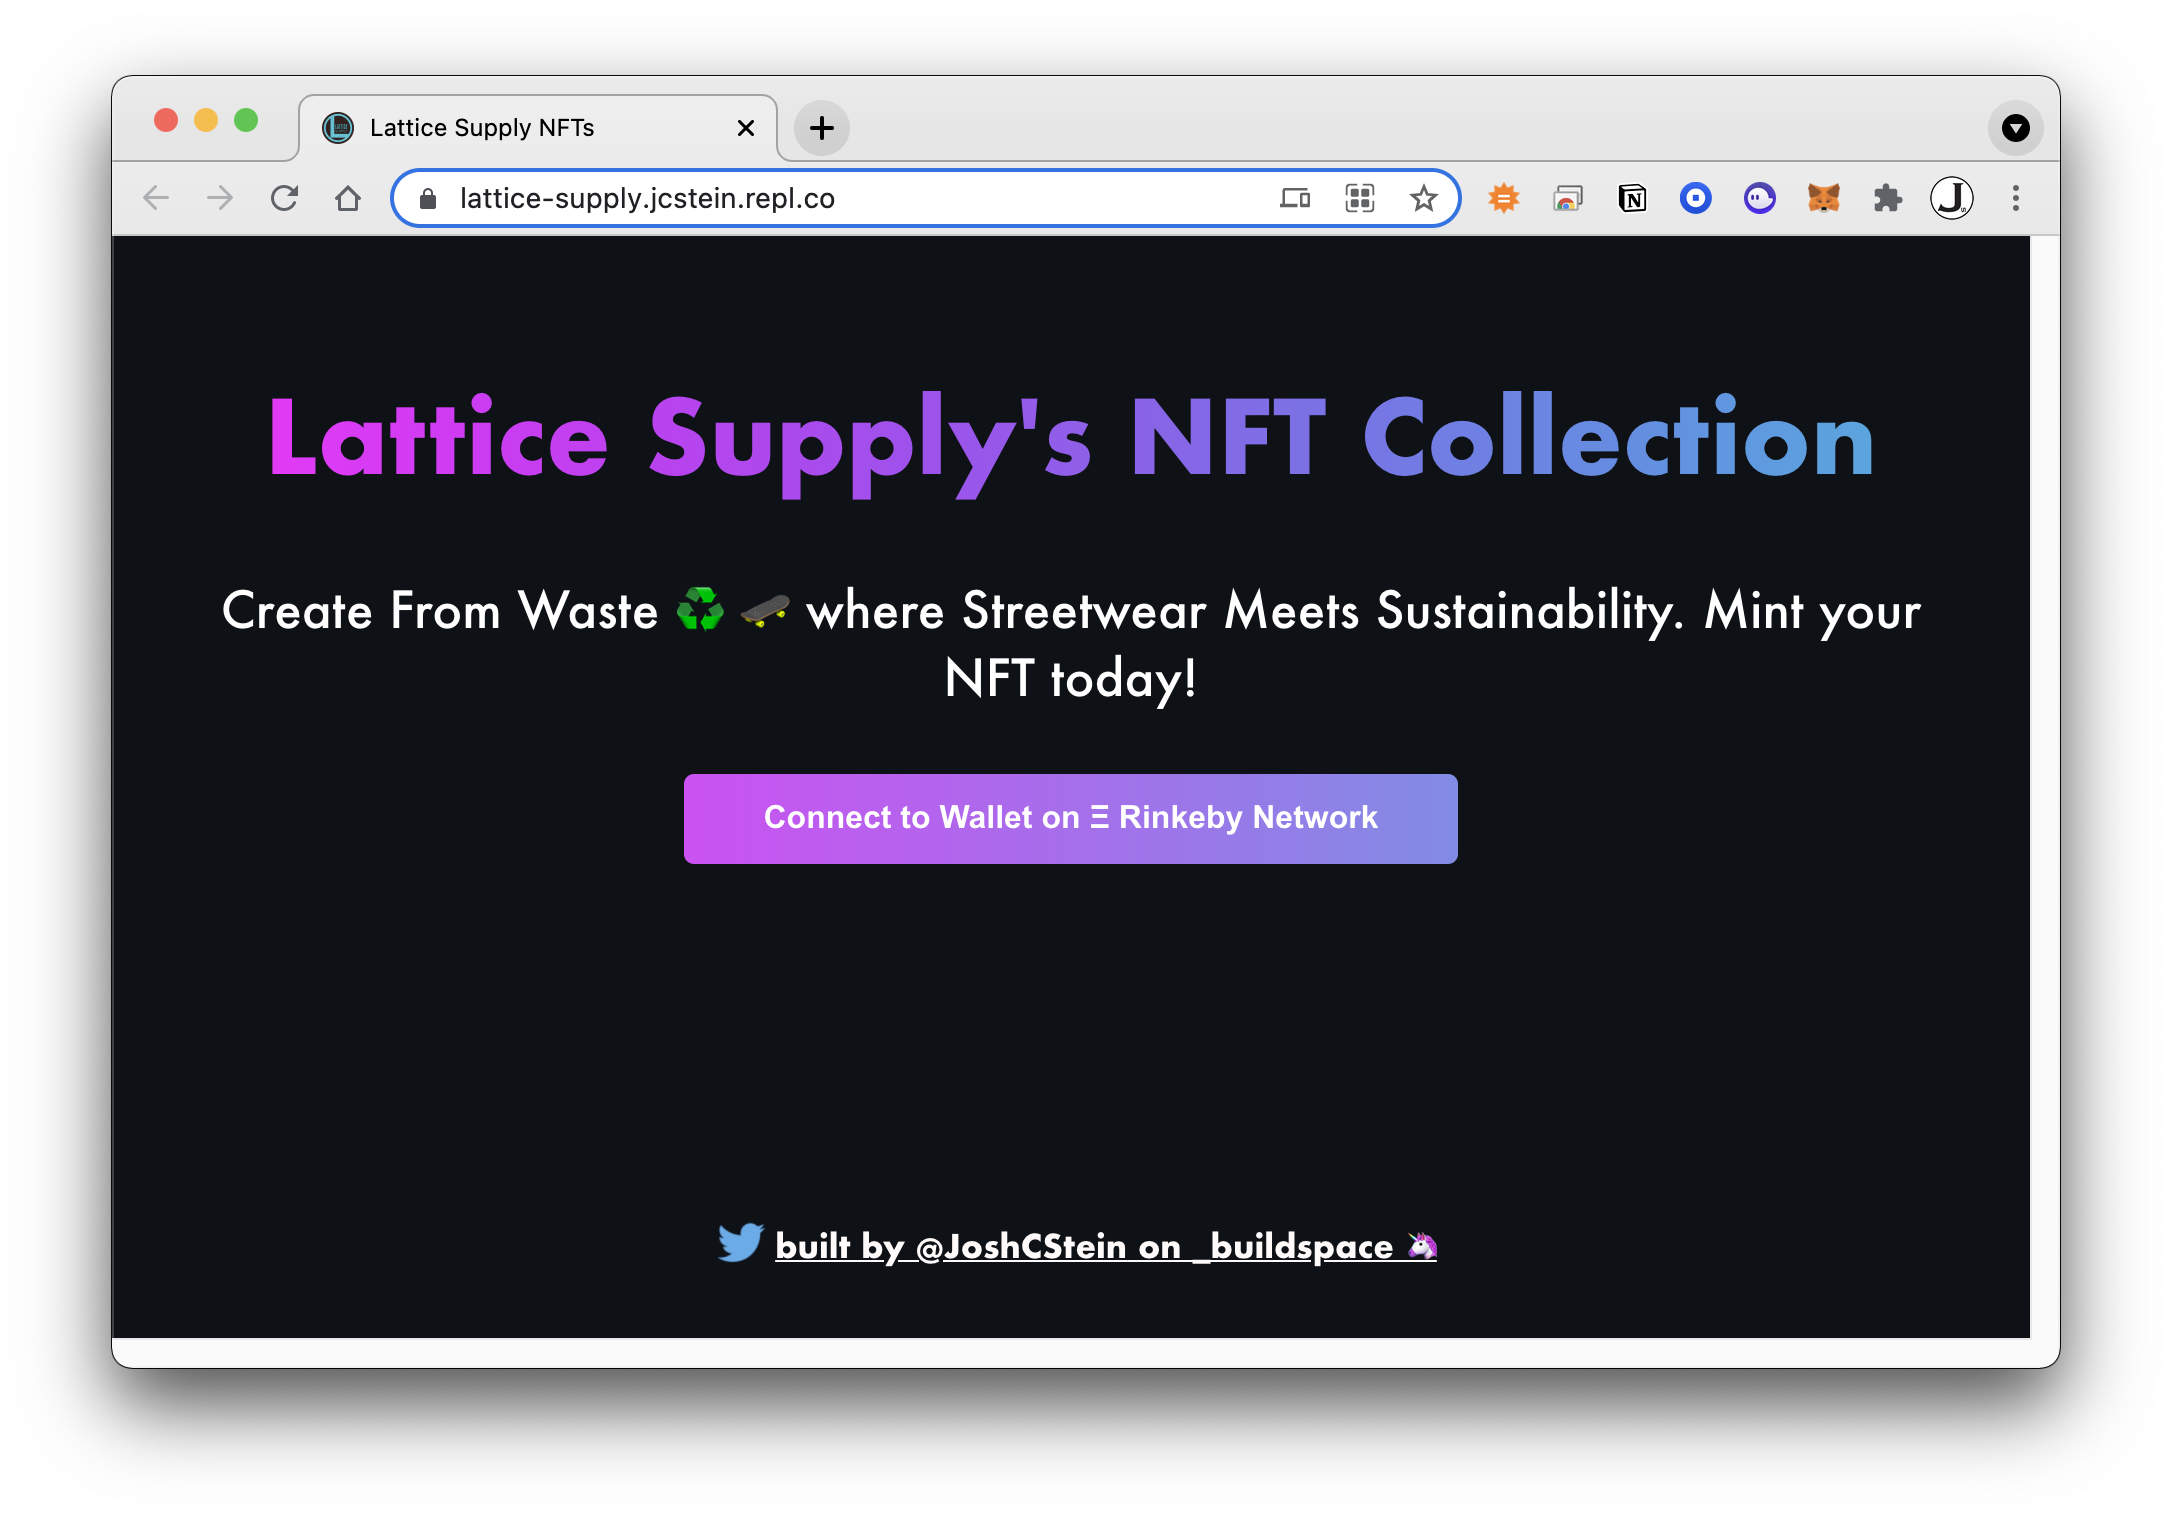 Lattice Supply NFTs
lattice-supply.jcstein.repl.co
Lattice Supply's NFT Collection
Create From Waste ♻️ 🛹 where Streetwear Meets Sustainability. Mint your
NFT today!
Connect to Wallet on Ξ Rinkeby Network
built by @JoshCStein on _buildspace 🦄